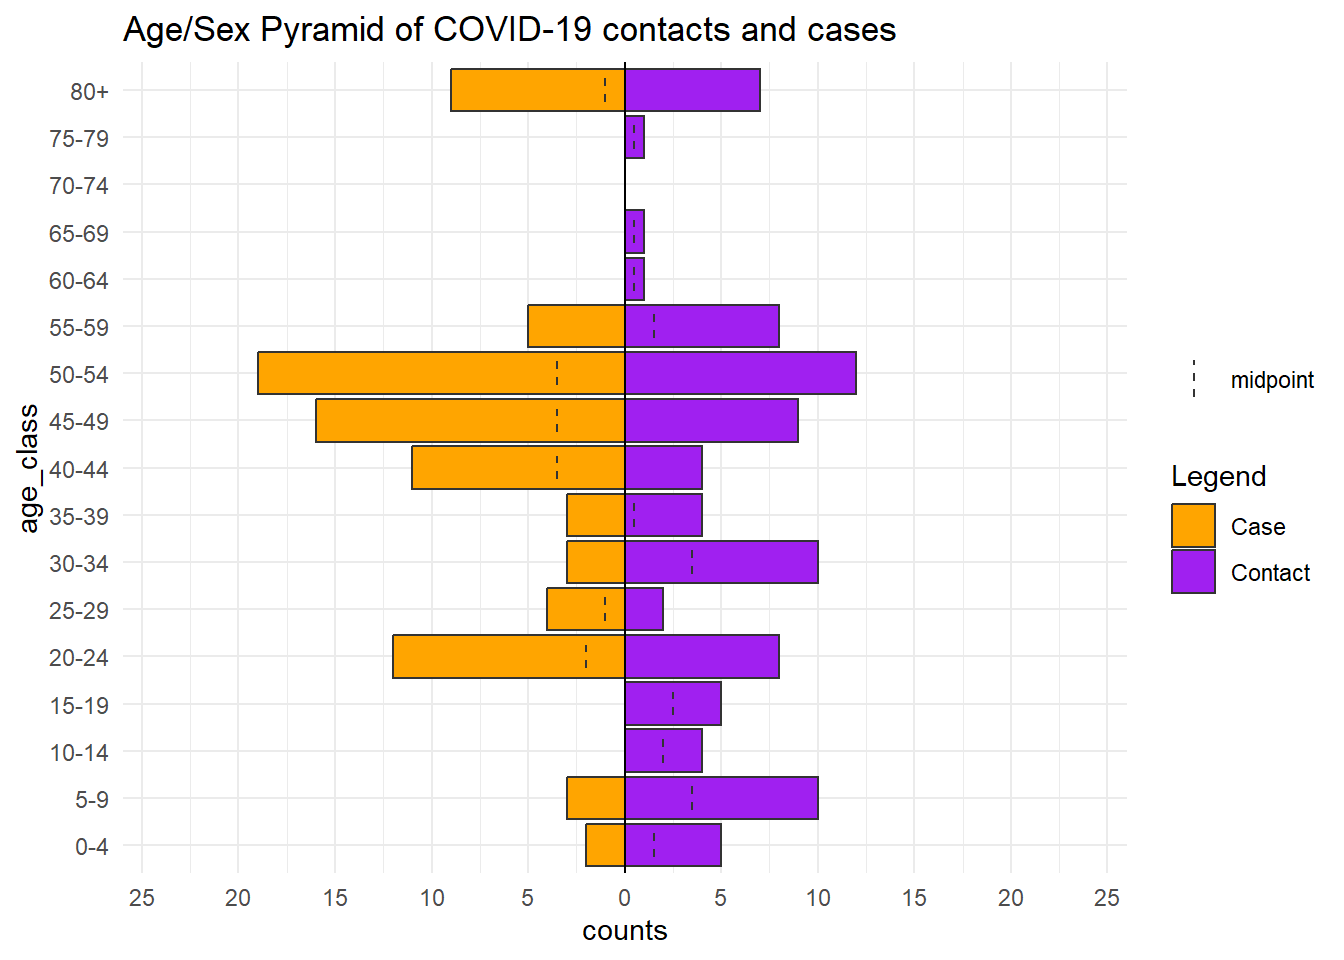 Age/Sex Pyramid of COVID-19 contacts and cases
80+
75-79
70-74
65-69
60-64
55-59
50-54
45-49
40-44
35-39
30-34
25-29
20-24
15-19
10-14
5-9
0-4
age_class
25 20 15 10 5 0 5 10 15 20 25
counts
midpoint
Legend
Case
Contact